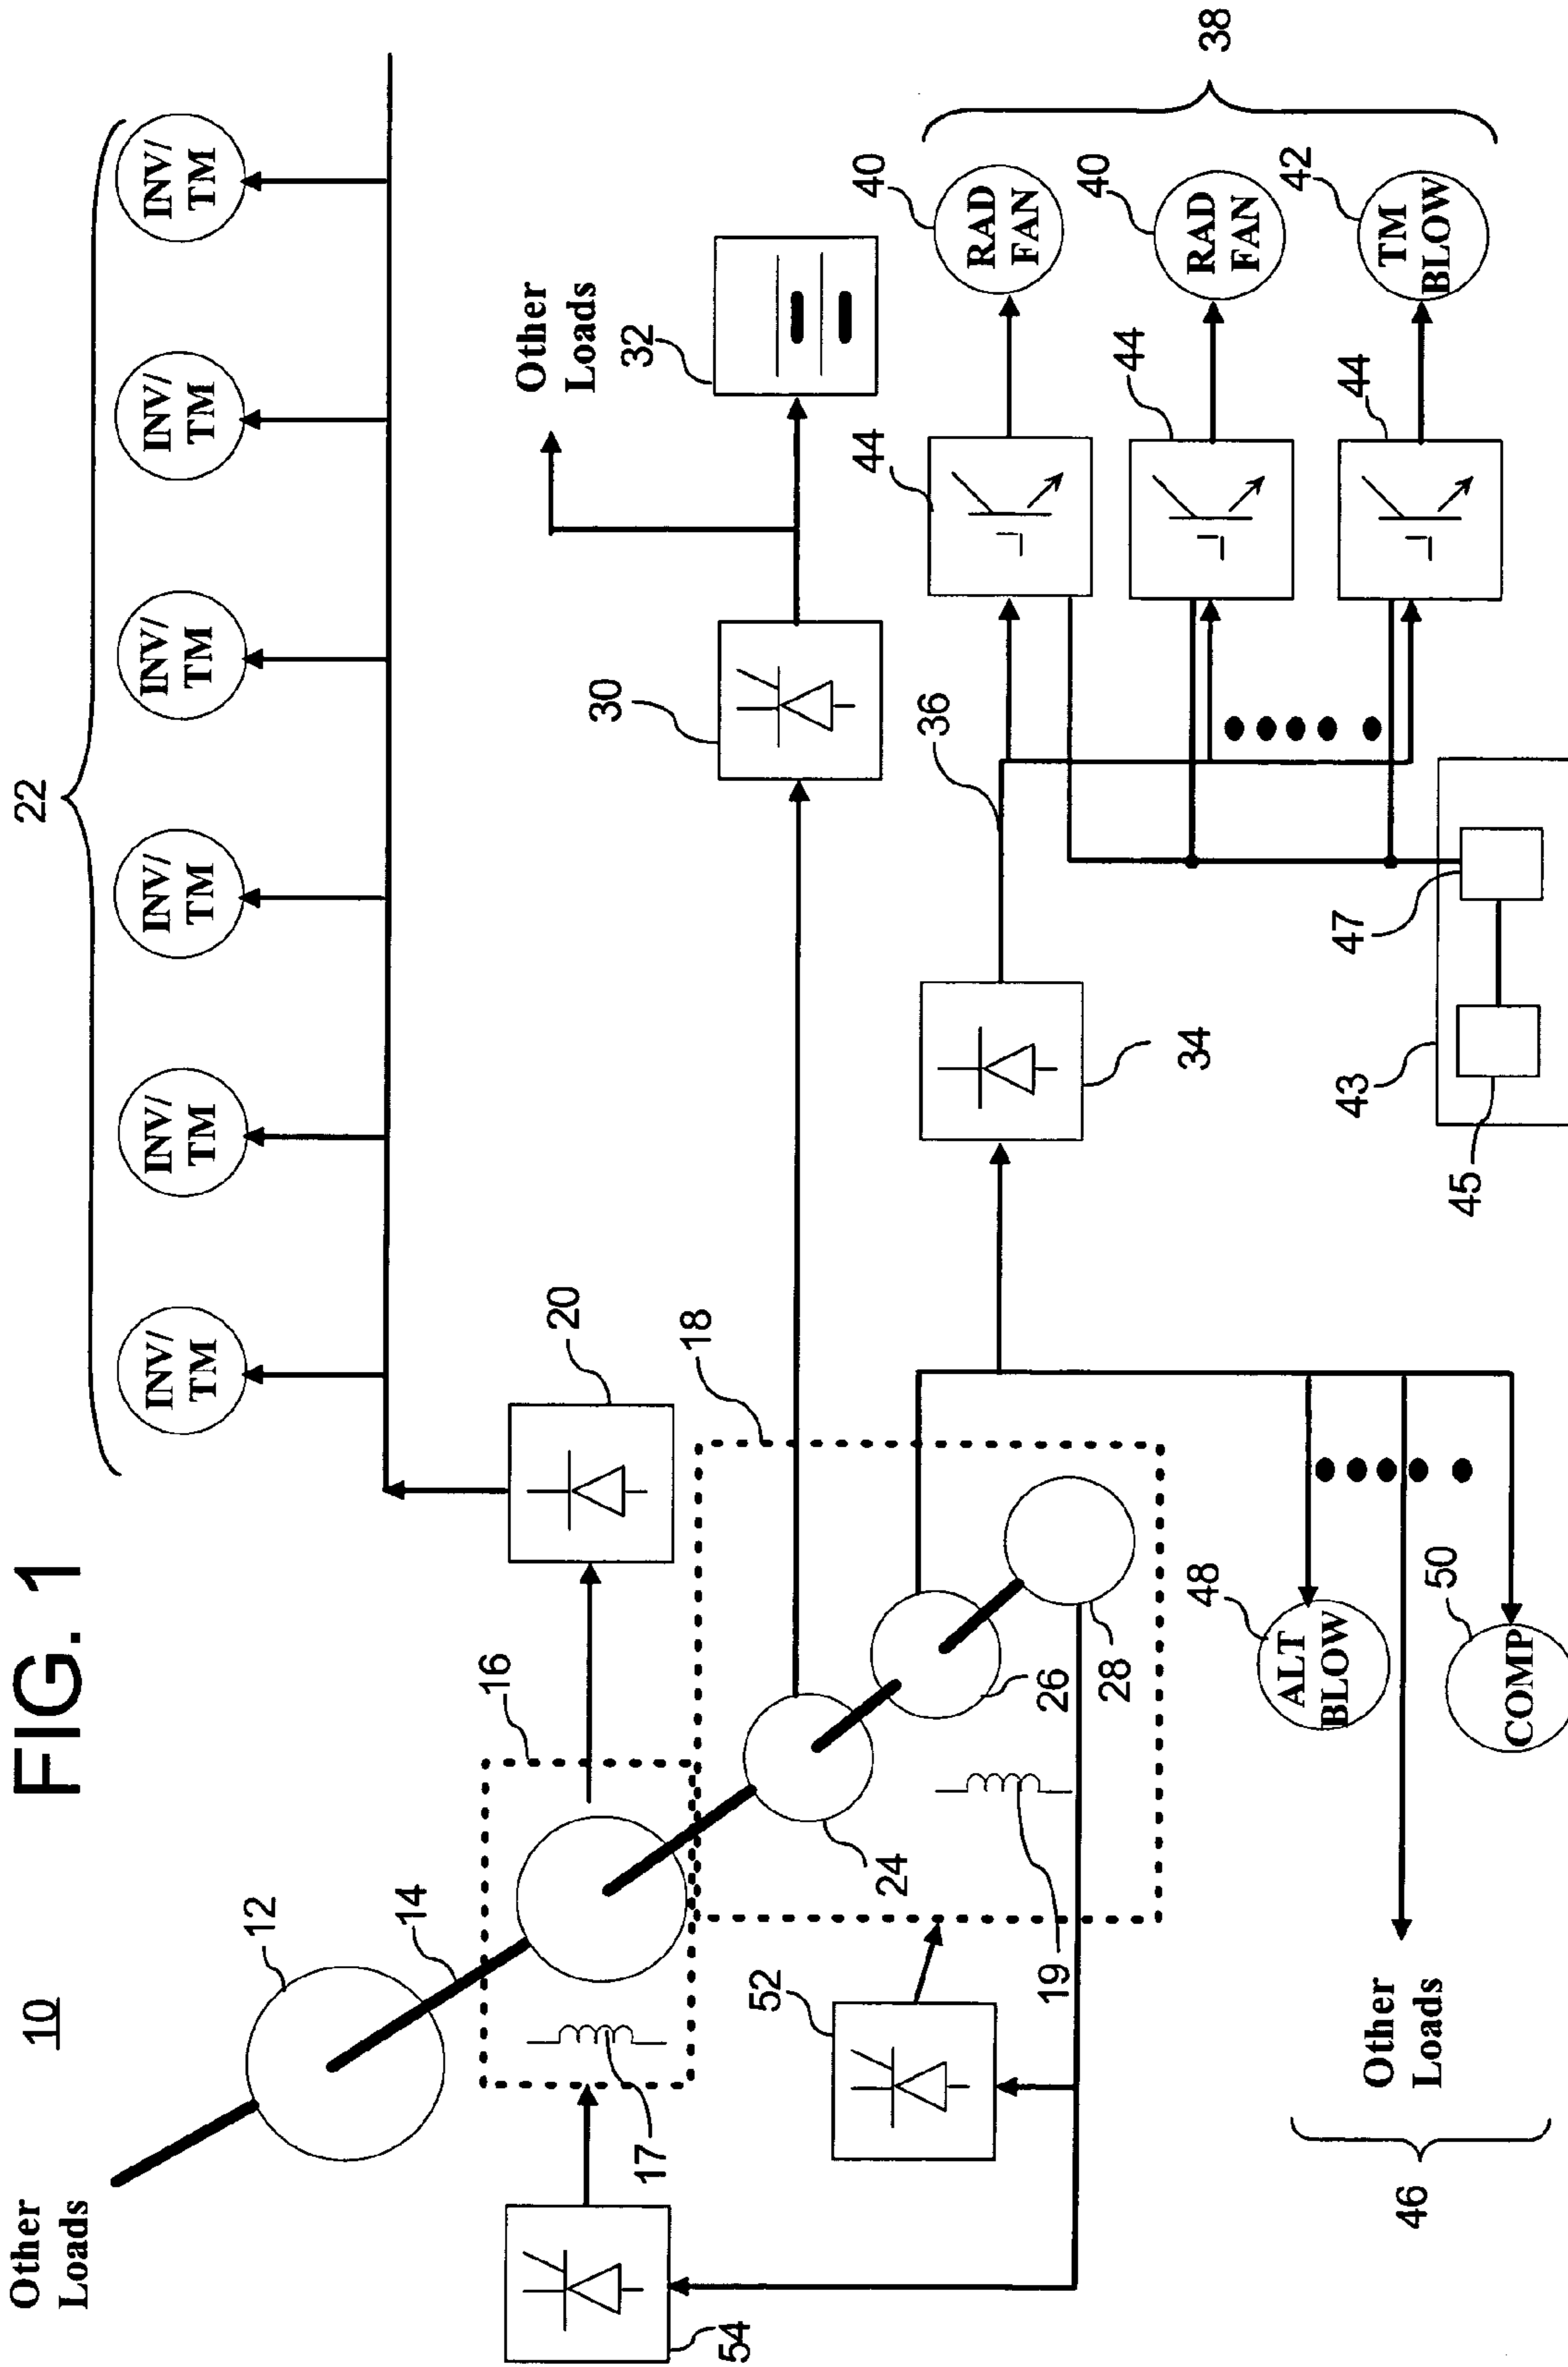 FIG. 1
10
Other
Loads
12
14
16
17
54
52
19
18
24
26
28
20
22
INV/
TM
INV/
TM
INV/
TM
INV/
TM
INV/
TM
INV/
TM
30
32
Other
Loads
34
36
38
40
RAD
FAN
40
RAD
FAN
42
TM
BLOW
44
44
44
43
45
47
46
Other
Loads
48
ALT
BLOW
50
COMP